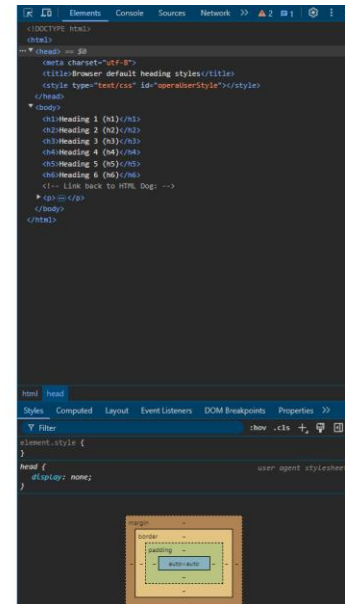 Elements Console Sources Network >> 2 1
<!DOCTYPE html>
<html>
... ▼<head> == $0
<meta charset="utf-8">
<title>Browser default heading styles</title>
<style type="text/css" id="operaUserStyle"></style>
</head>
▼<body>
<h1>Heading 1 (h1)</h1>
<h2>Heading 2 (h2)</h2>
<h3>Heading 3 (h3)</h3>
<h4>Heading 4 (h4)</h4>
<h5>Heading 5 (h5)</h5>
<h6>Heading 6 (h6)</h6>
<!-- Link back to HTML Dog: -->
▶<p>…</p>
</body>
</html>
html head
Styles Computed Layout Event Listeners DOM Breakpoints Properties >>
Filter :hov .cls +
element.style {
}
head { user agent stylesheet
display: none;
}
margin -
border -
padding -
- - - auto×auto - - -
-
-
-